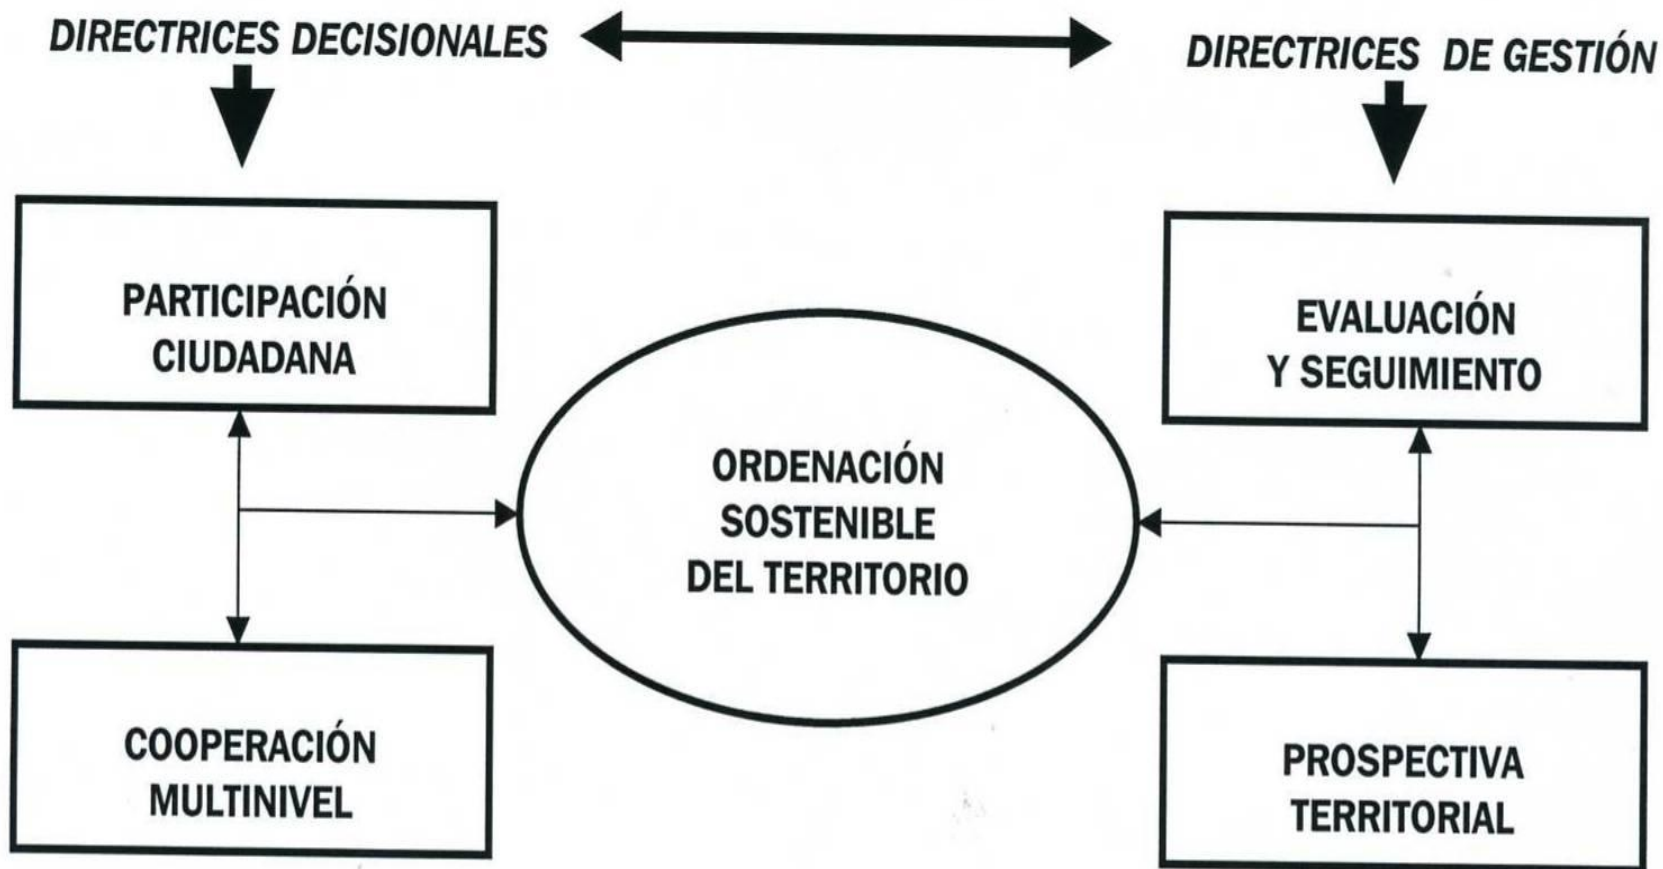 DIRECTRICES DECISIONALES
DIRECTRICES DE GESTIÓN
PARTICIPACIÓN
CIUDADANA
EVALUACIÓN
Y SEGUIMIENTO
ORDENACIÓN
SOSTENIBLE
DEL TERRITORIO
COOPERACIÓN
MULTINIVEL
PROSPECTIVA
TERRITORIAL